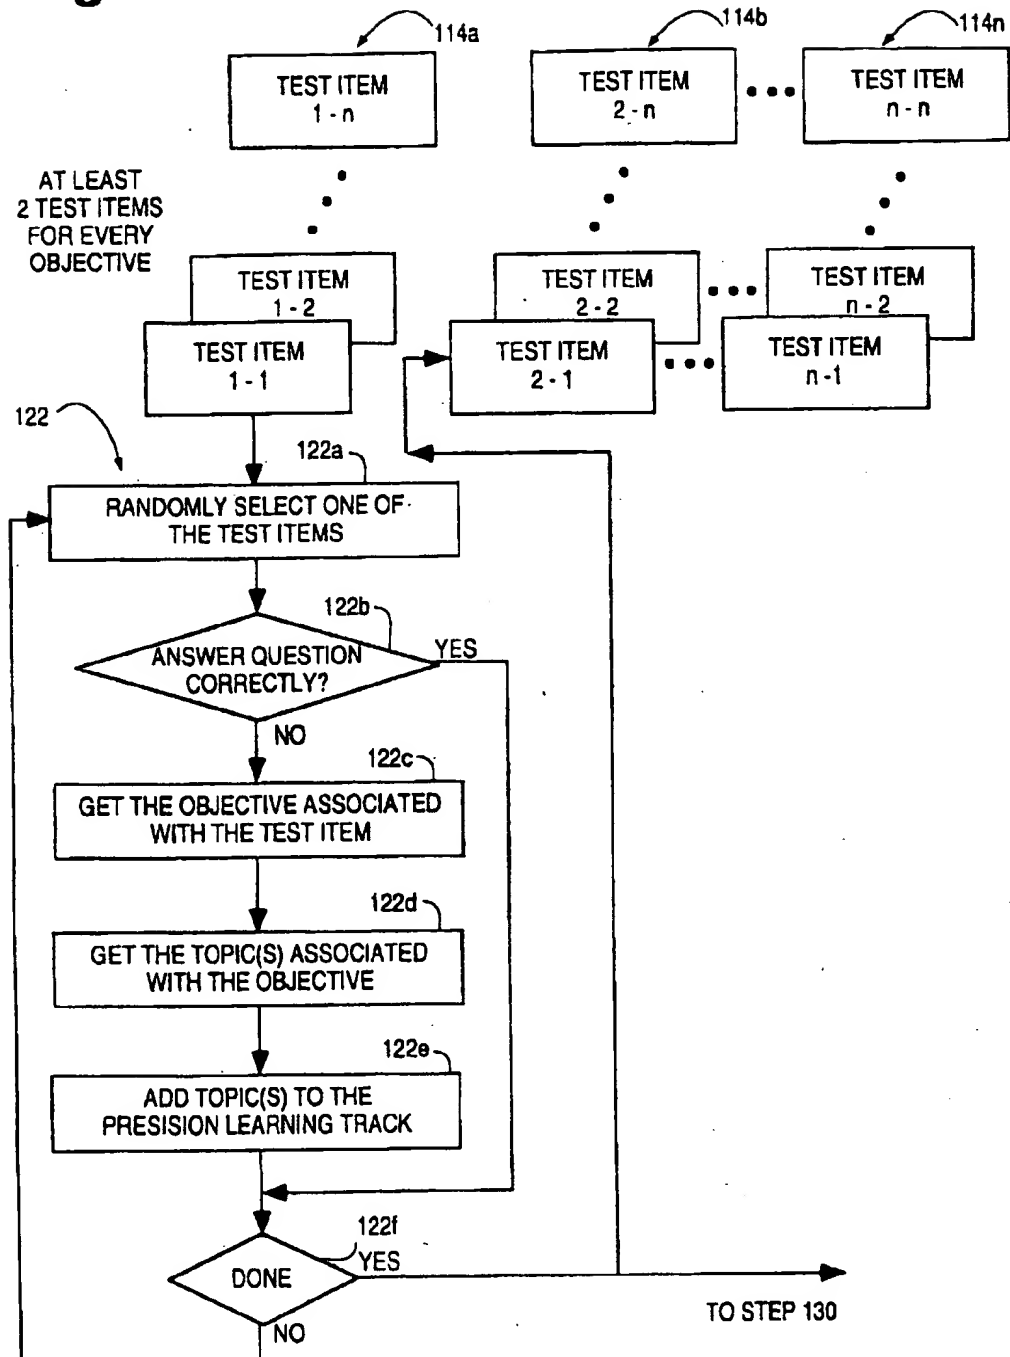 114a
114b
114n
TEST ITEM
1 - n
TEST ITEM
2 - n
TEST ITEM
n - n
AT LEAST
2 TEST ITEMS
FOR EVERY
OBJECTIVE
TEST ITEM
1 - 2
TEST ITEM
2 - 2
TEST ITEM
n - 2
TEST ITEM
1 - 1
TEST ITEM
2 - 1
TEST ITEM
n - 1
122
122a
RANDOMLY SELECT ONE OF
THE TEST ITEMS
122b
ANSWER QUESTION
CORRECTLY?
YES
NO
122c
GET THE OBJECTIVE ASSOCIATED
WITH THE TEST ITEM
122d
GET THE TOPIC(S) ASSOCIATED
WITH THE OBJECTIVE
122e
ADD TOPIC(S) TO THE
PRESISION LEARNING TRACK
122f
DONE
YES
NO
TO STEP 130